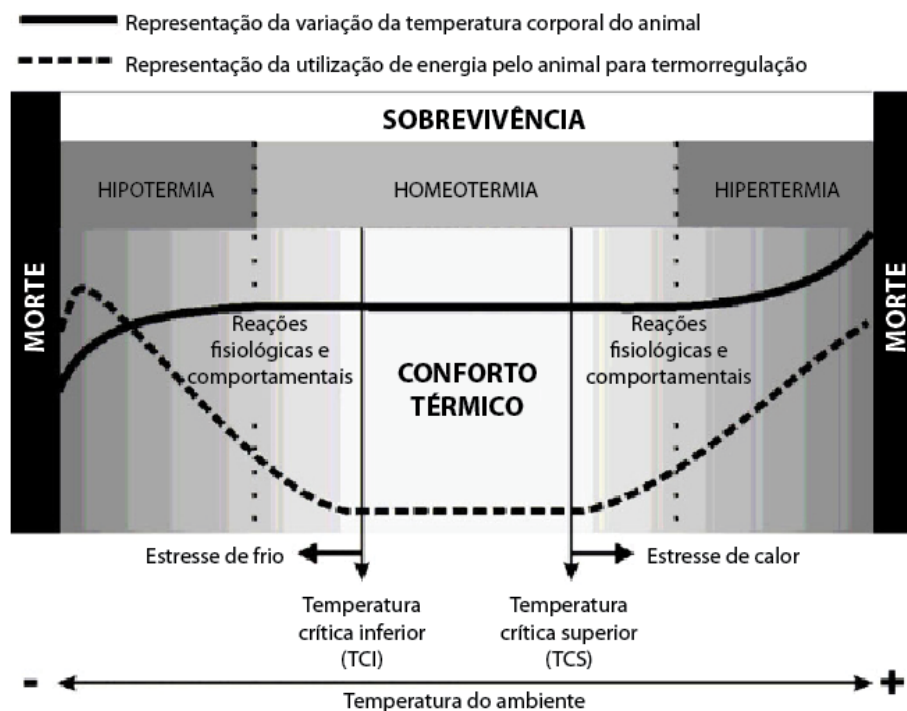 Representação da variação da temperatura corporal do animal
Representação da utilização de energia pelo animal para termorregulação
SOBREVIVÊNCIA
HIPOTERMIA
HOMEOTERMIA
HIPERTERMIA
MORTE
MORTE
Reações
fisiológicas e
comportamentais
CONFORTO
TÉRMICO
Reações
fisiológicas e
comportamentais
Estresse de frio
Estresse de calor
Temperatura
crítica inferior
(TCI)
Temperatura
crítica superior
(TCS)
- +
Temperatura do ambiente